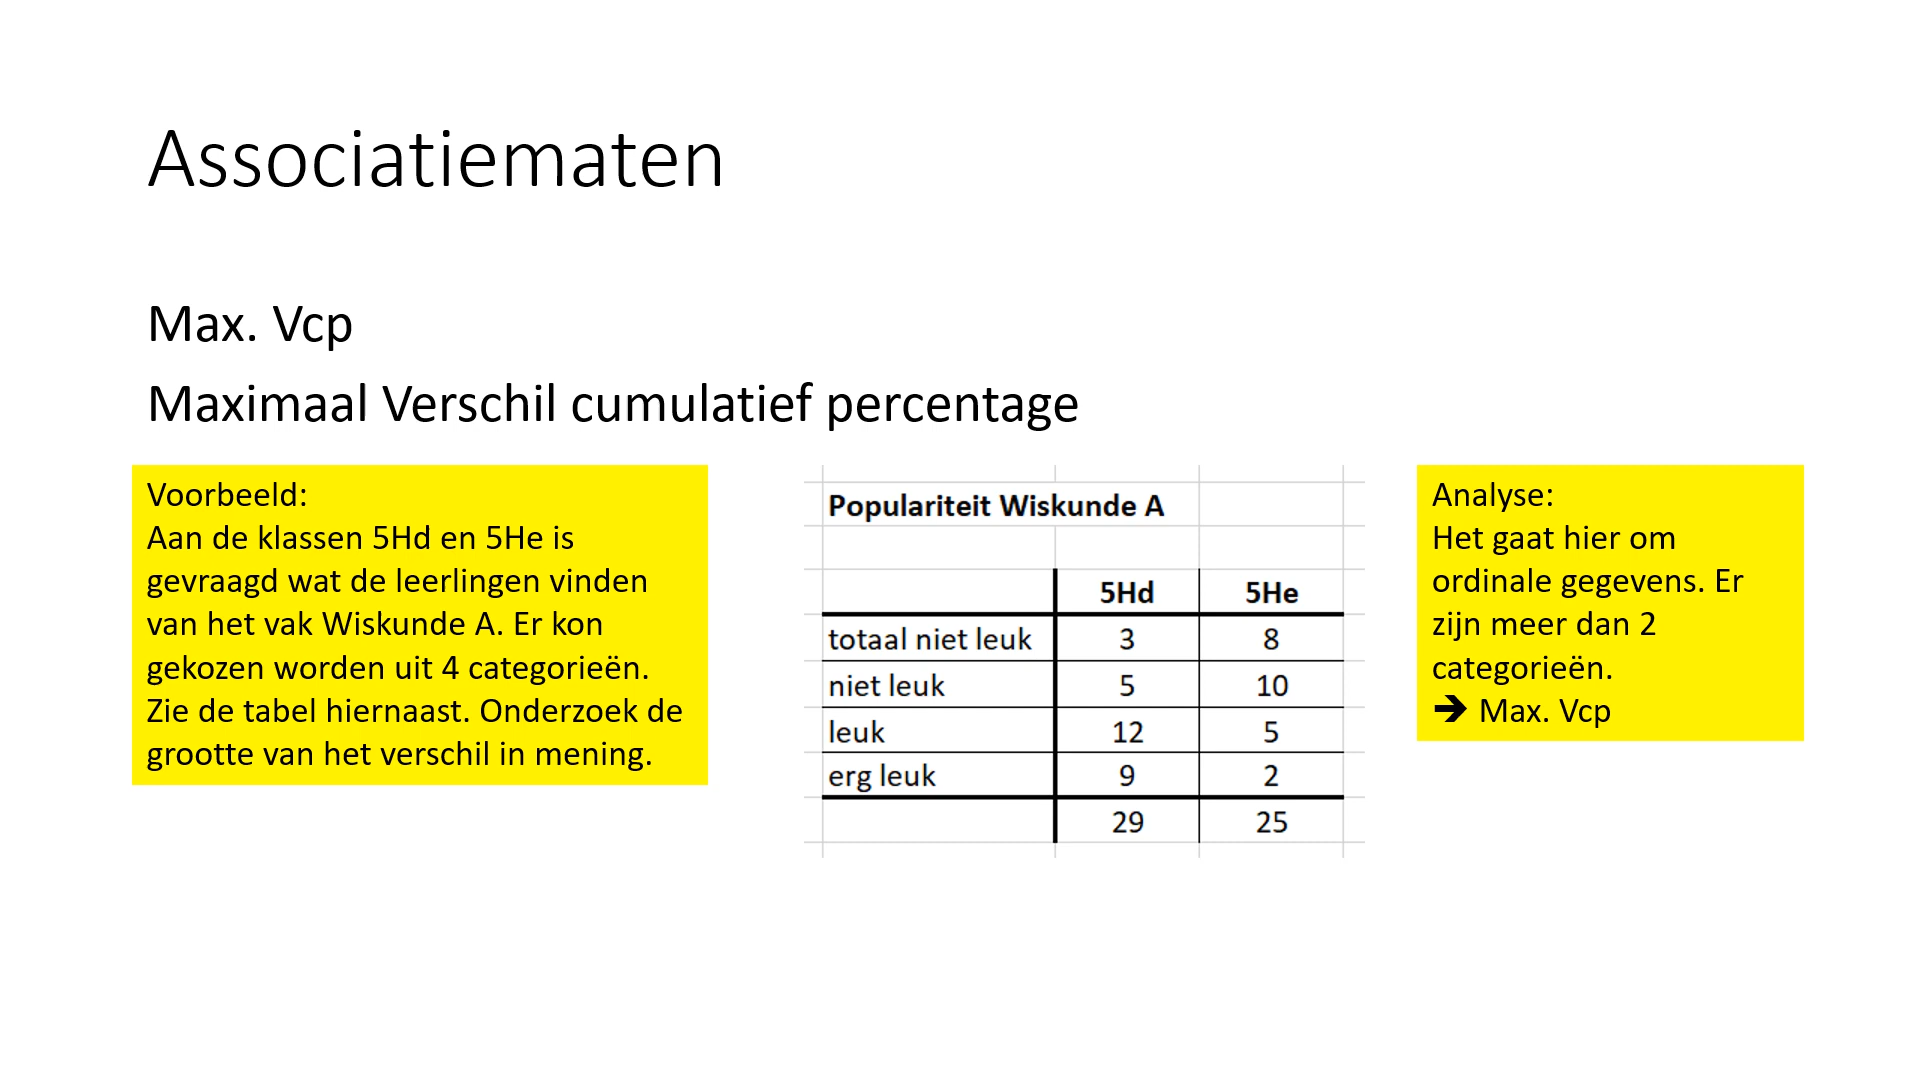 Associatiematen
Max. Vcp
Maximaal Verschil cumulatief percentage
Voorbeeld:
Aan de klassen 5Hd en 5He is
gevraagd wat de leerlingen vinden
van het vak Wiskunde A. Er kon
gekozen worden uit 4 categorieën.
Zie de tabel hiernaast. Onderzoek de
grootte van het verschil in mening.
Populariteit Wiskunde A
5Hd 5He
totaal niet leuk 3 8
niet leuk 5 10
leuk 12 5
erg leuk 9 2
29 25
Analyse:
Het gaat hier om
ordinale gegevens. Er
zijn meer dan 2
categorieën.
➔ Max. Vcp